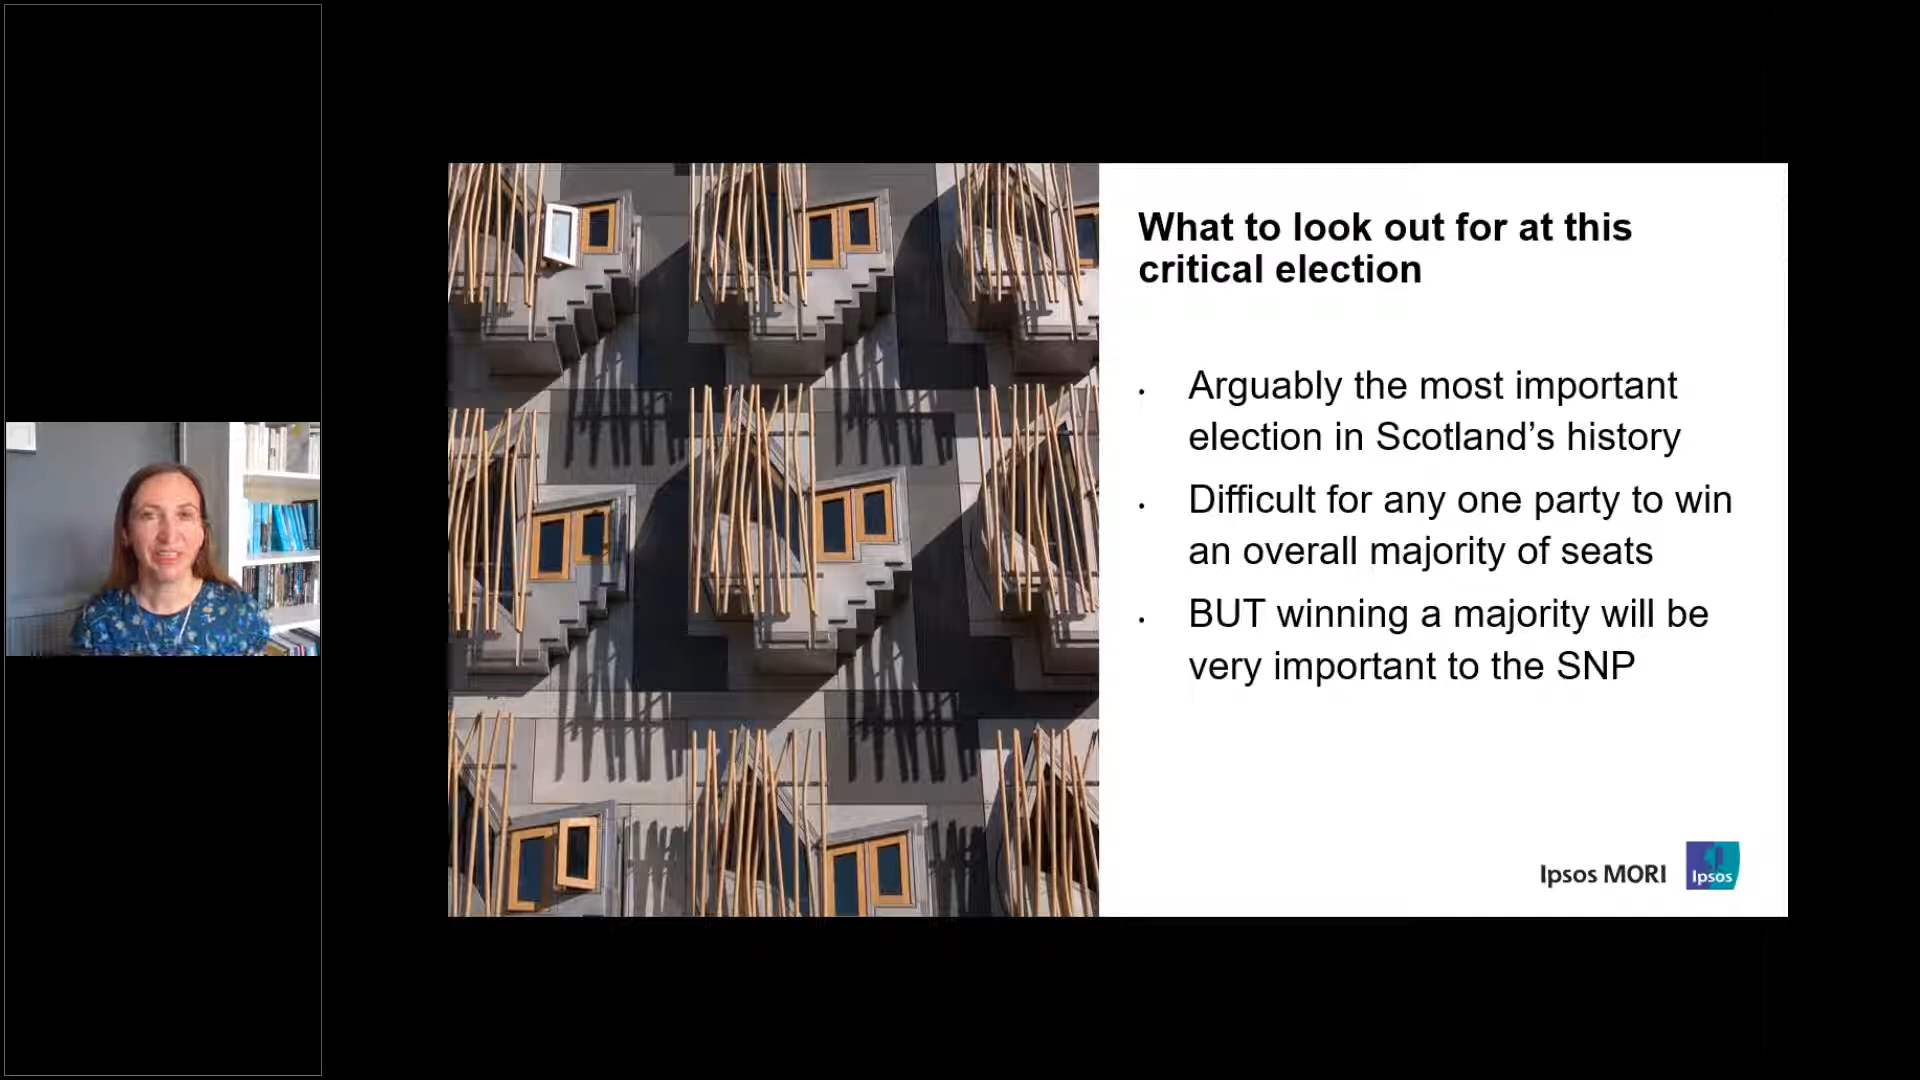 What to look out for at this
critical election
• Arguably the most important
election in Scotland’s history
• Difficult for any one party to win
an overall majority of seats
• BUT winning a majority will be
very important to the SNP
Ipsos MORI
Ipsos